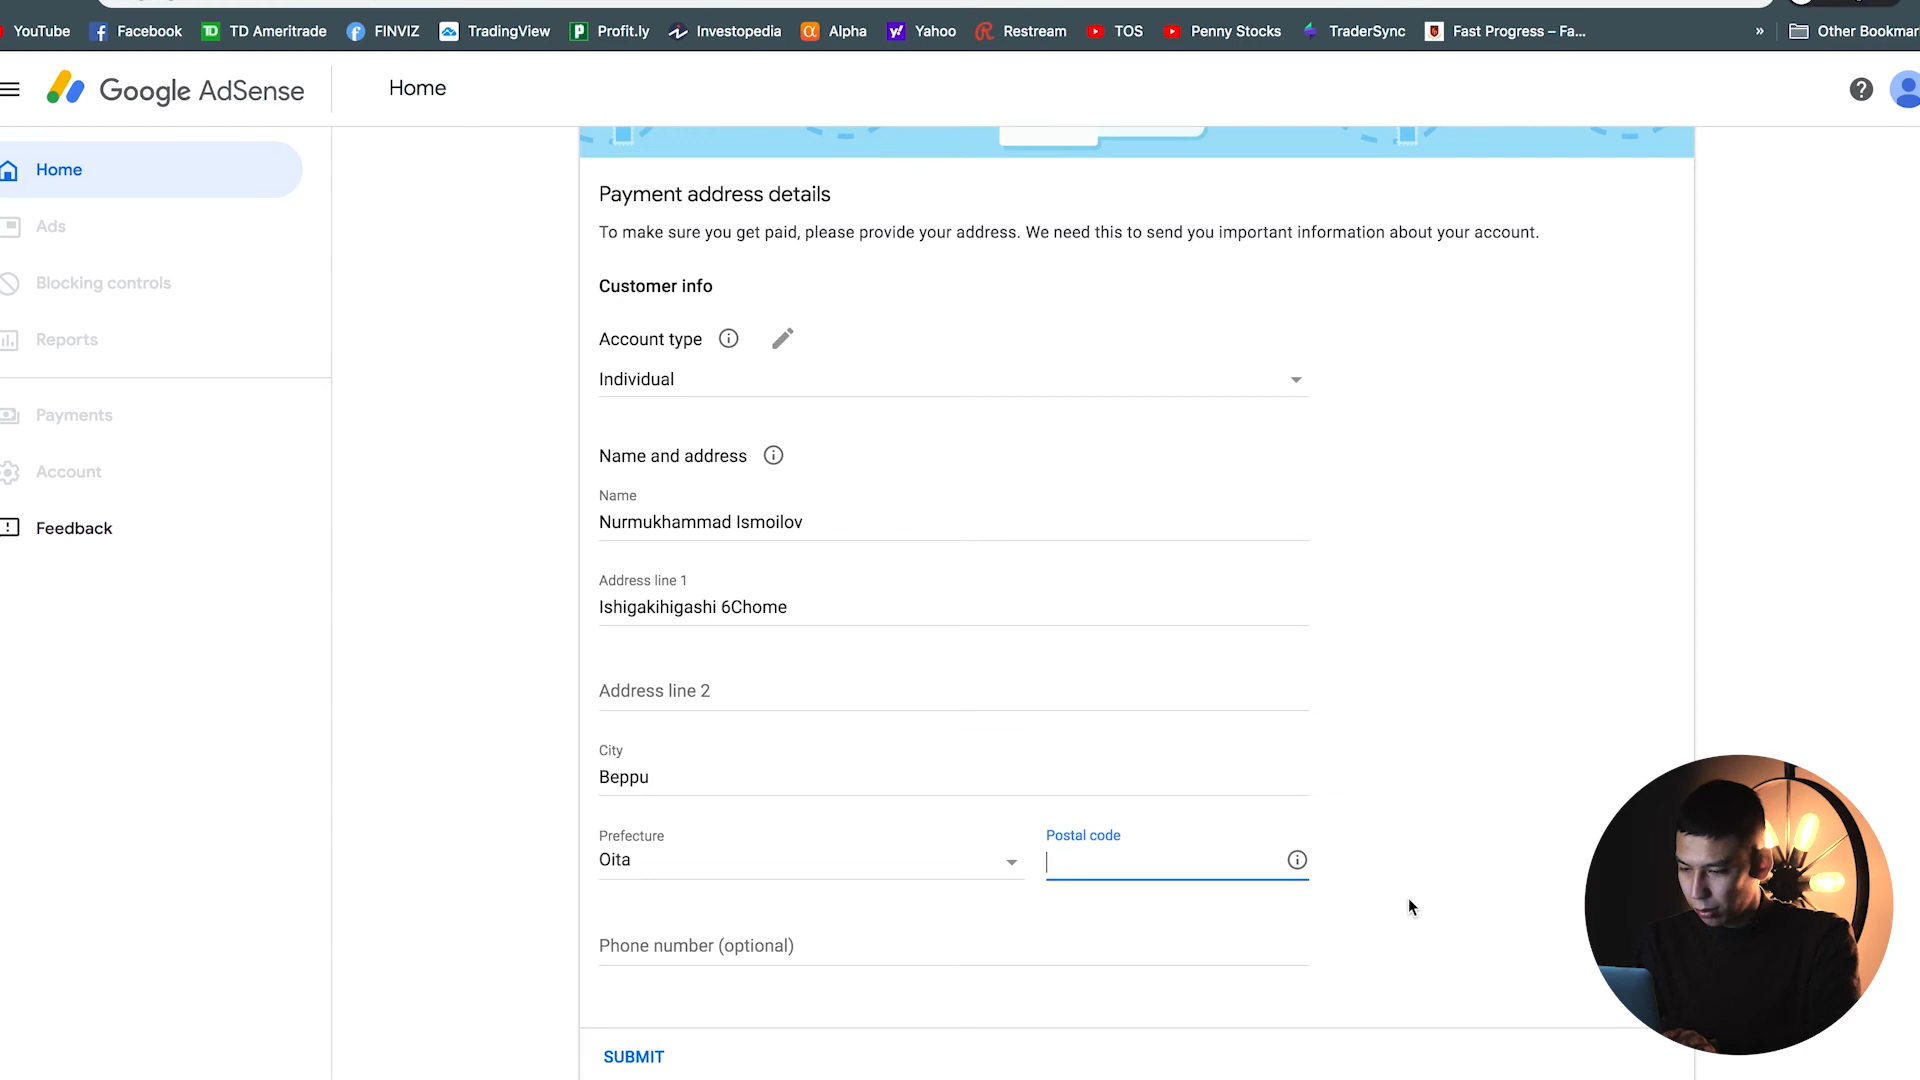 YouTube Facebook TD Ameritrade FINVIZ TradingView Profit.ly Investopedia Alpha Yahoo Restream TOS Penny Stocks TraderSync Fast Progress – Fa... » Other Bookmar
Google AdSense Home
Home
Ads
Blocking controls
Reports
Payments
Account
Feedback
Payment address details
To make sure you get paid, please provide your address. We need this to send you important information about your account.
Customer info
Account type
Individual
Name and address
Name
Nurmukhammad Ismoilov
Address line 1
Ishigakihigashi 6Chome
Address line 2
City
Beppu
Prefecture Postal code
Oita
Phone number (optional)
SUBMIT